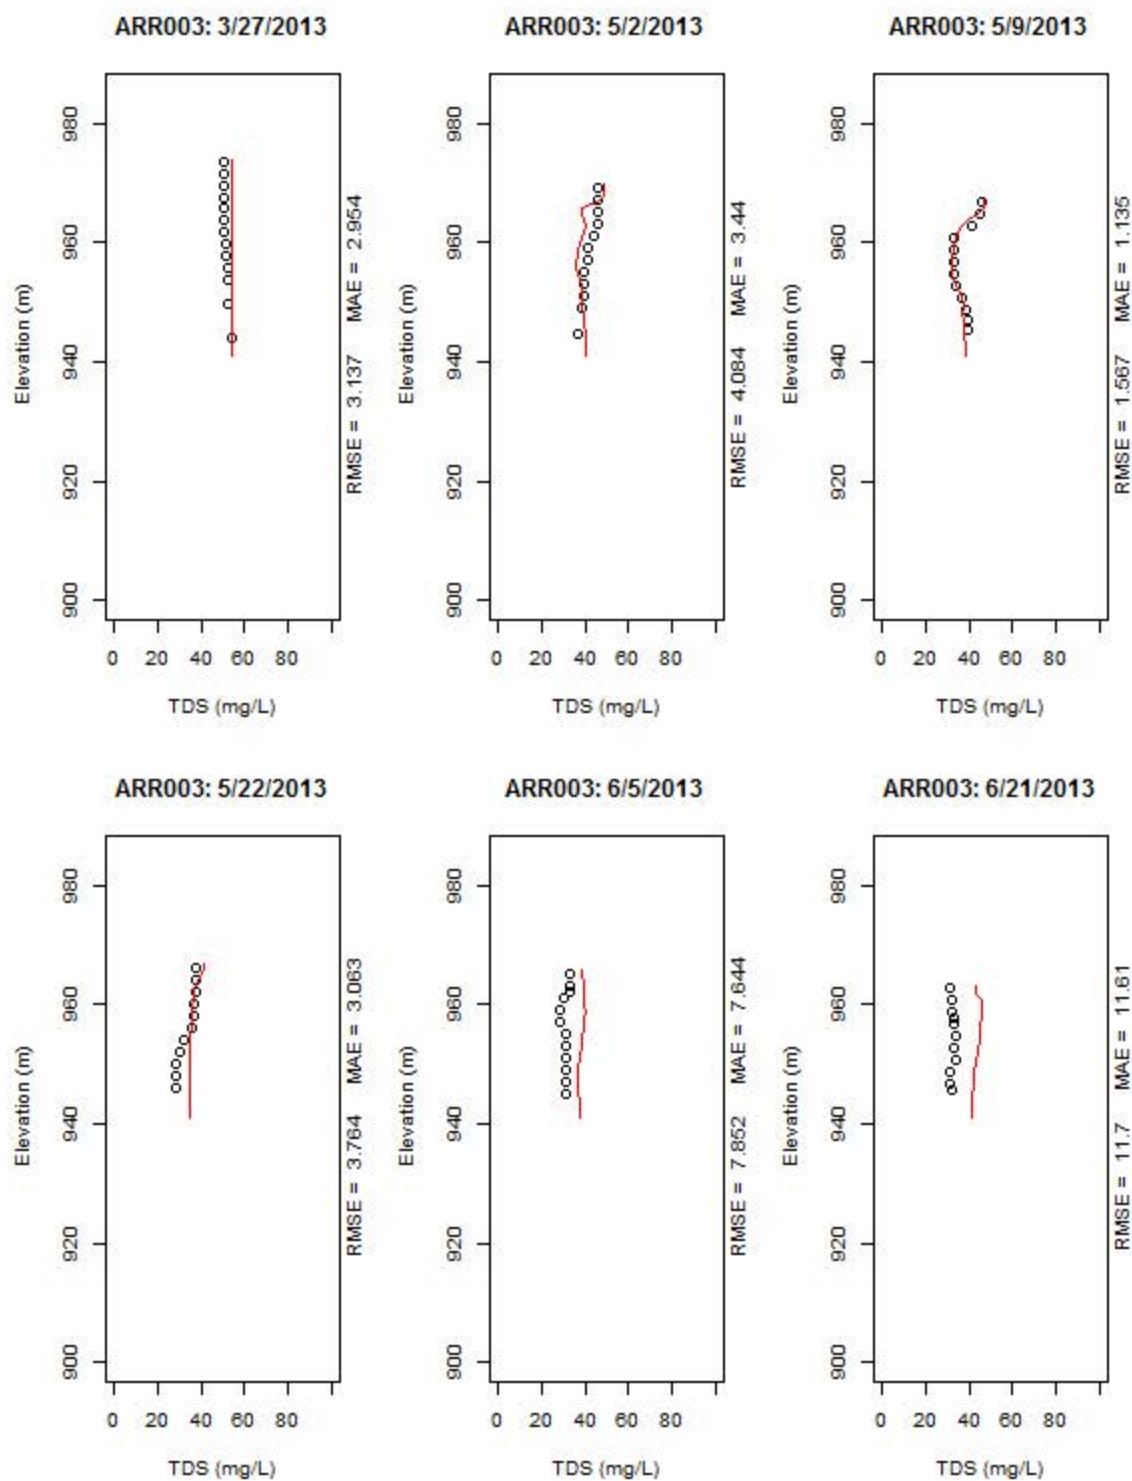 ARR003: 3/27/2013
Elevation (m)
980
960
940
920
900
0 20 40 60 80
TDS (mg/L)
RMSE = 3.137 MAE = 2.954
ARR003: 5/2/2013
Elevation (m)
980
960
940
920
900
0 20 40 60 80
TDS (mg/L)
RMSE = 4.084 MAE = 3.44
ARR003: 5/9/2013
Elevation (m)
980
960
940
920
900
0 20 40 60 80
TDS (mg/L)
RMSE = 1.567 MAE = 1.135
ARR003: 5/22/2013
Elevation (m)
980
960
940
920
900
0 20 40 60 80
TDS (mg/L)
RMSE = 3.764 MAE = 3.063
ARR003: 6/5/2013
Elevation (m)
980
960
940
920
900
0 20 40 60 80
TDS (mg/L)
RMSE = 7.852 MAE = 7.644
ARR003: 6/21/2013
Elevation (m)
980
960
940
920
900
0 20 40 60 80
TDS (mg/L)
RMSE = 11.7 MAE = 11.61